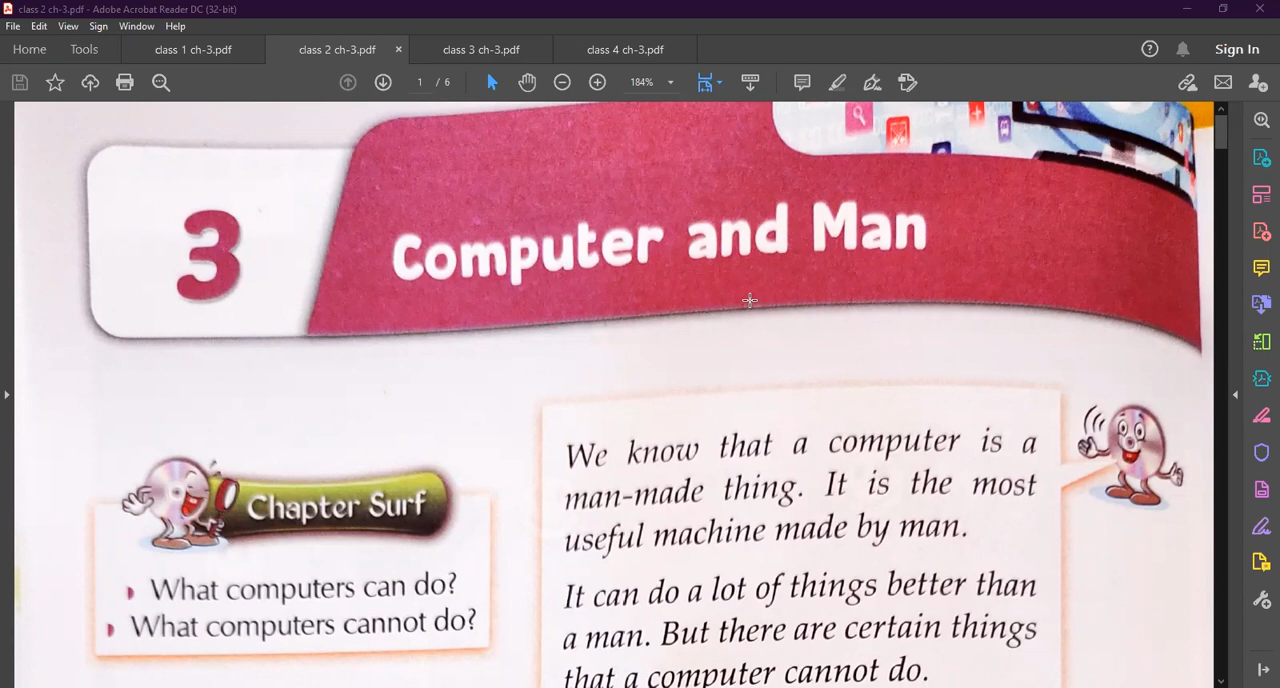 class 2 ch-3.pdf - Adobe Acrobat Reader DC (32-bit)
File Edit View Sign Window Help
Home Tools class 1 ch-3.pdf class 2 ch-3.pdf × class 3 ch-3.pdf class 4 ch-3.pdf Sign In
1 / 6 184%
3
Computer and Man
Chapter Surf
What computers can do?
What computers cannot do?
We know that a computer is a
man-made thing. It is the most
useful machine made by man.
It can do a lot of things better than
a man. But there are certain things
that a computer cannot do.